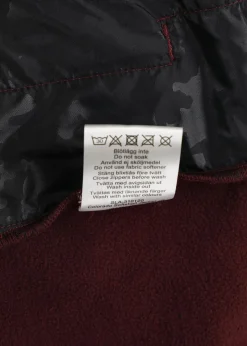 Blötlägg inte
Do not soak
Använd ej sköljmedel
Do not use fabric softener
Stäng blixtlås före tvätt
Close zippers before wash
Tvätta med avigsidan ut
Wash inside out
Tvättas med liknande färger
Wash with similar colours